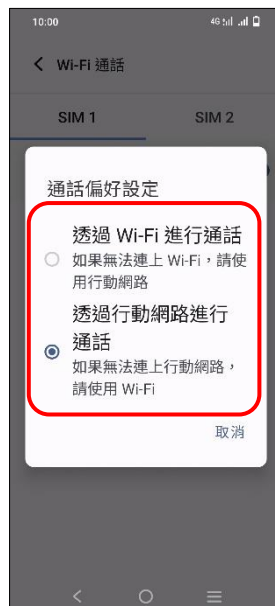 10:00
4G
Wi-Fi 通話
SIM 1
SIM 2
通話偏好設定
透過 Wi-Fi 進行通話
如果無法連上 Wi-Fi，請使
用行動網路
透過行動網路進行
通話
如果無法連上行動網路，
請使用 Wi-Fi
取消